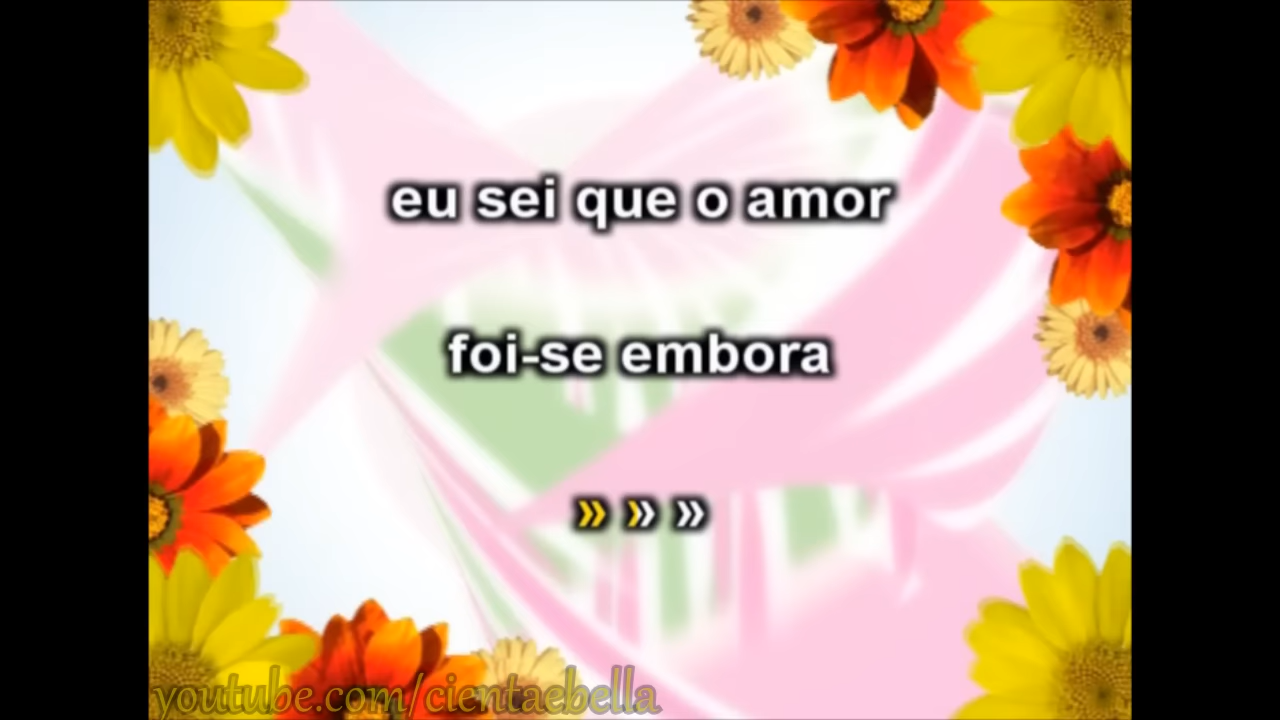 eu sei que o amor
foi-se embora
» » »
youtube.com/cientaebella